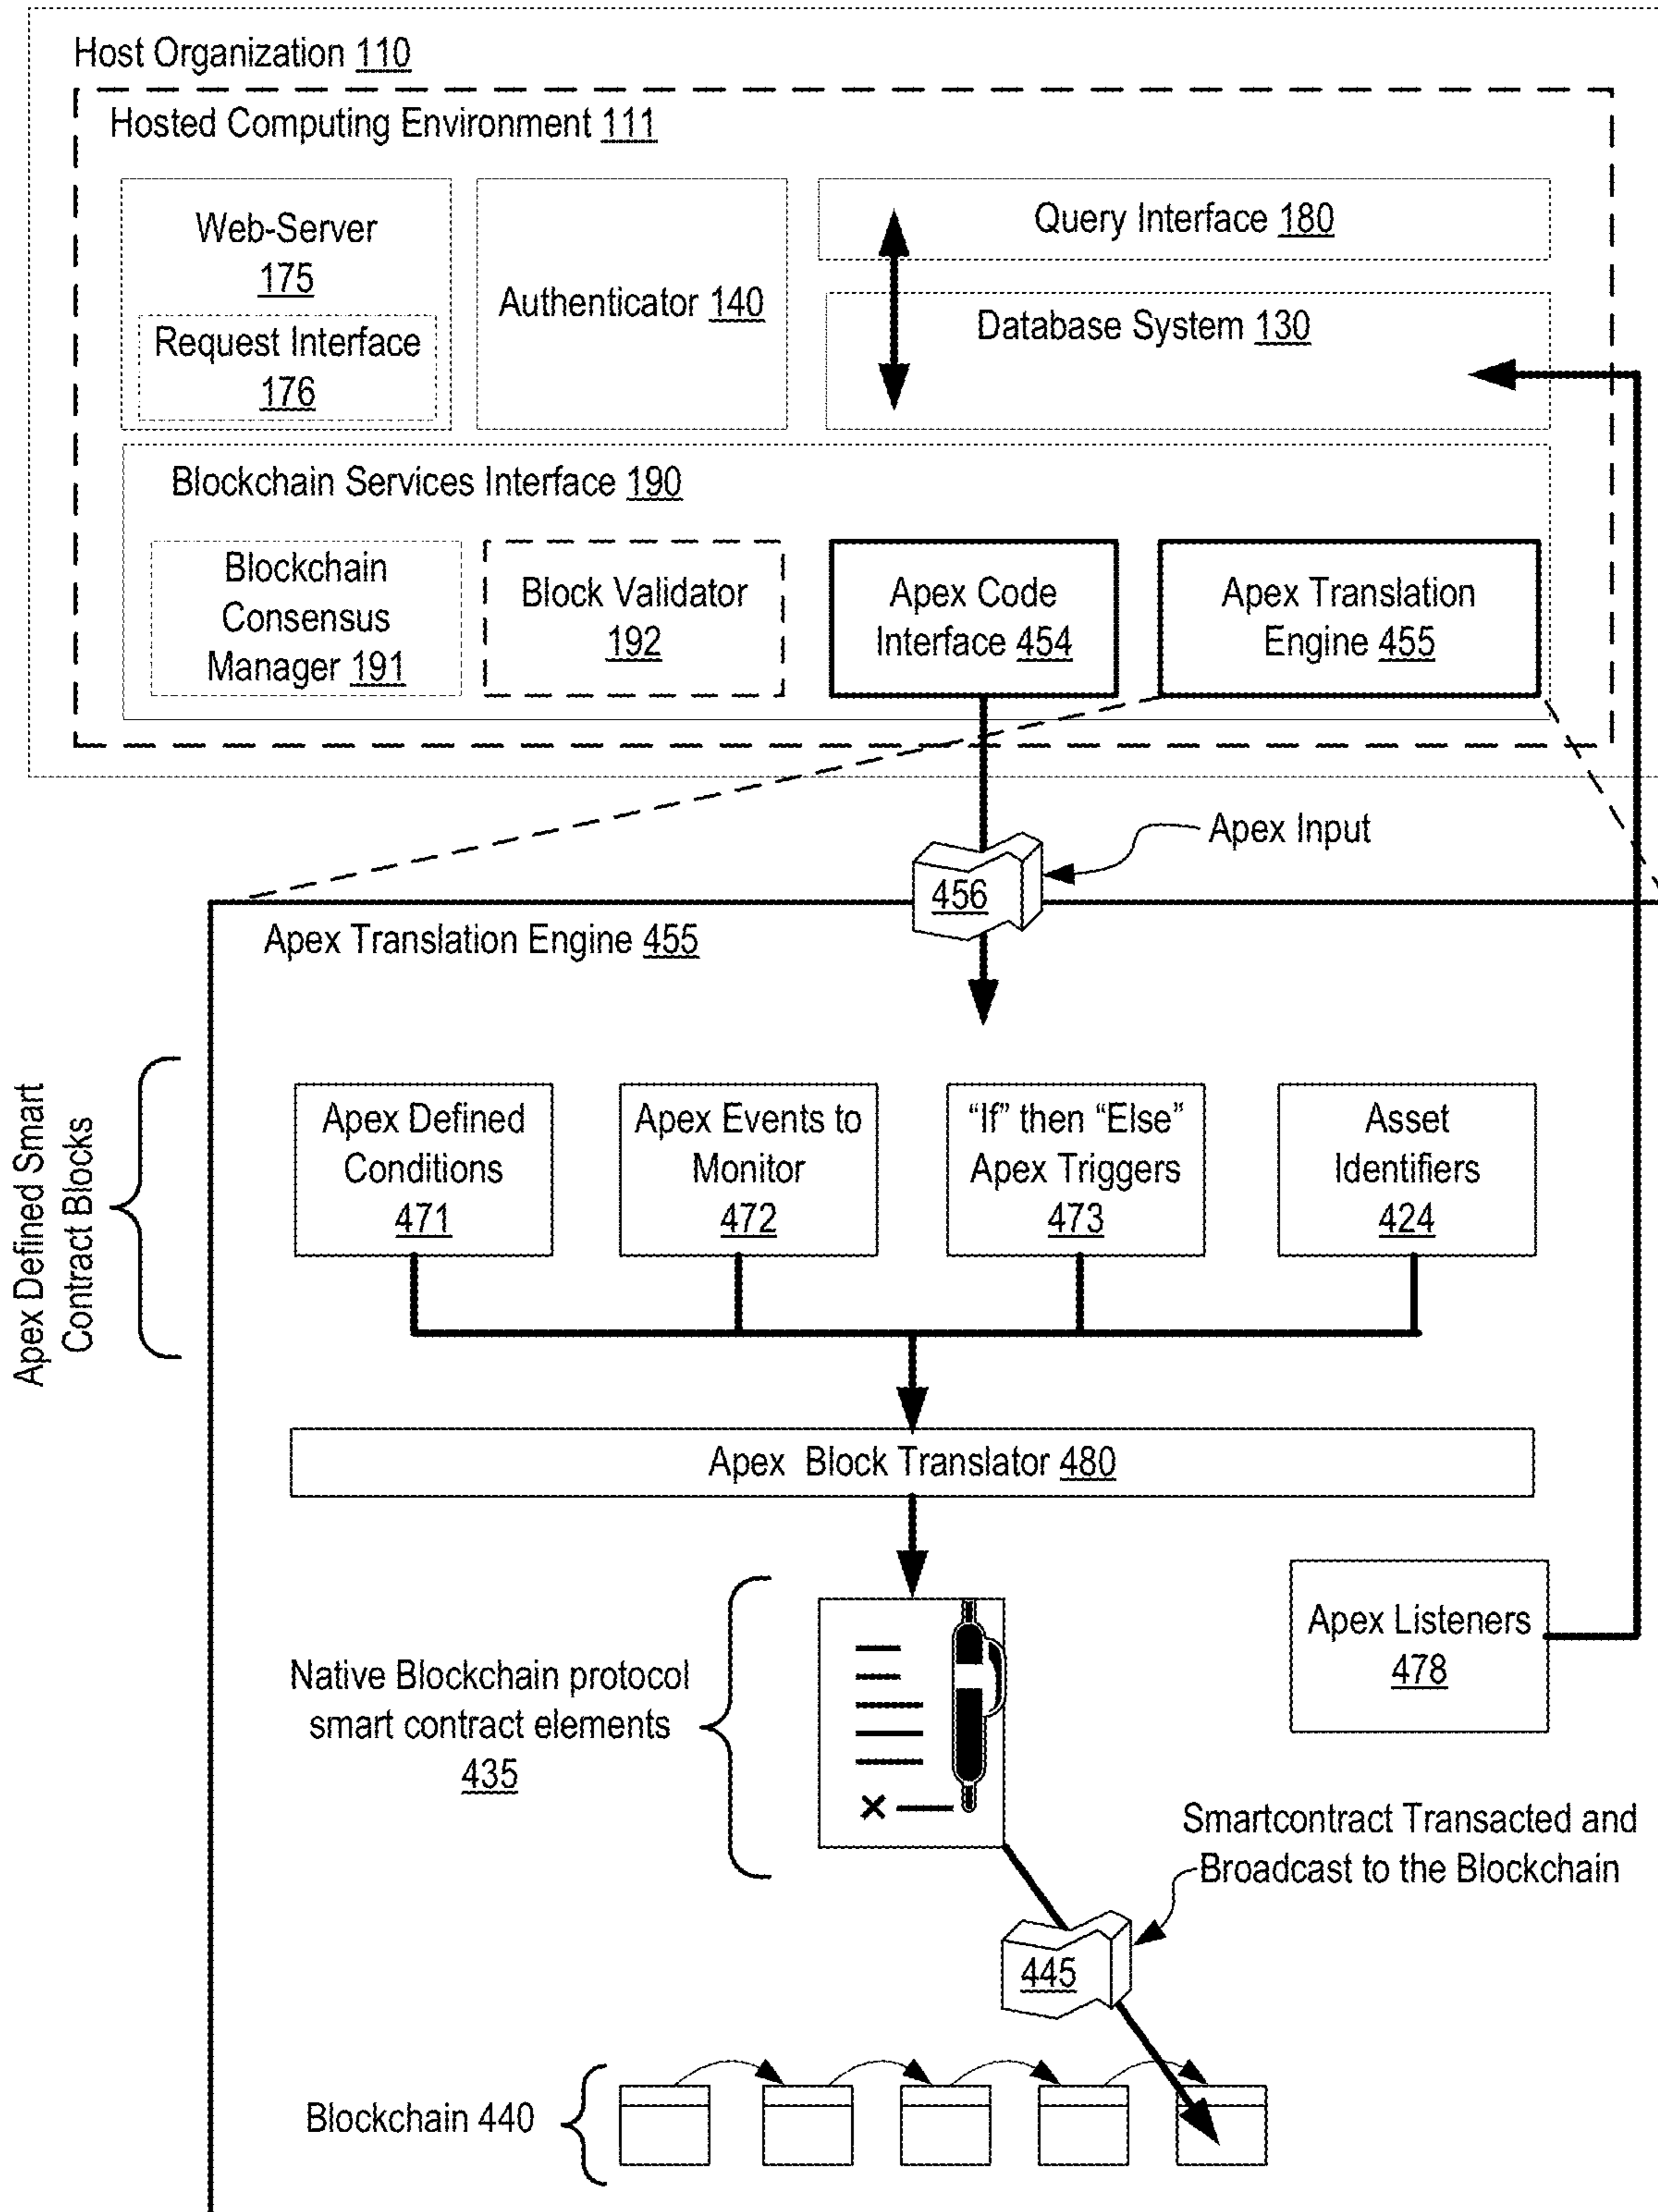 Host Organization 110
Hosted Computing Environment 111
Web-Server
175
Request Interface
176
Authenticator 140
Query Interface 180
Database System 130
Blockchain Services Interface 190
Blockchain
Consensus
Manager 191
Block Validator
192
Apex Code
Interface 454
Apex Translation
Engine 455
Apex Input
456
Apex Translation Engine 455
Apex Defined Smart
Contract Blocks
Apex Defined
Conditions
471
Apex Events to
Monitor
472
“If” then “Else”
Apex Triggers
473
Asset
Identifiers
424
Apex Block Translator 480
Native Blockchain protocol
smart contract elements
435
Apex Listeners
478
Smartcontract Transacted and
Broadcast to the Blockchain
445
Blockchain 440